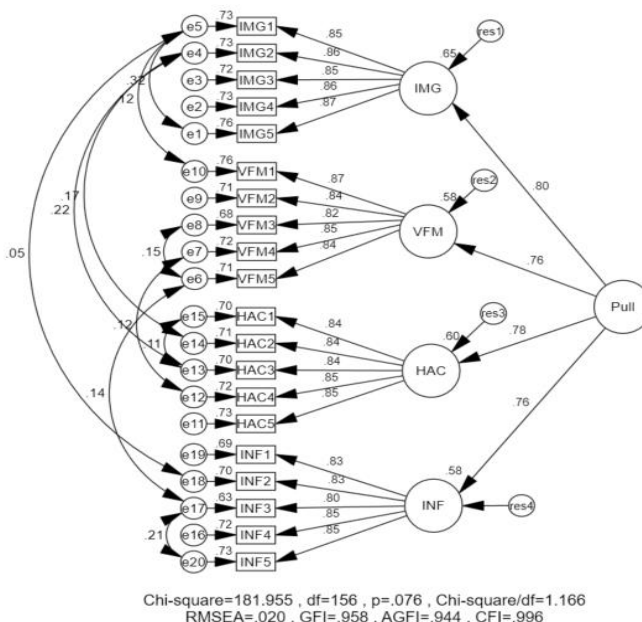 e5 .73 IMG1 .85
e4 .73 IMG2 .86
e3 .72 IMG3 .85
e2 .73 IMG4 .86
e1 .76 IMG5 .87
.65 res1
IMG
.32
.12
.80
e10 .76 VFM1 .87
e9 .71 VFM2 .84
e8 .68 VFM3 .82
e7 .72 VFM4 .85
e6 .71 VFM5 .84
.58 res2
VFM
.17
.22
.05
.15
.76
Pull
e15 .70 HAC1 .84
e14 .71 HAC2 .84
e13 .70 HAC3 .84
e12 .72 HAC4 .85
e11 .73 HAC5 .85
.60 res3
HAC
.12
.11
.78
.14
.76
e19 .69 INF1 .83
e18 .70 INF2 .83
e17 .63 INF3 .80
e16 .72 INF4 .85
e20 .73 INF5 .85
.58
INF
res4
.21
Chi-square=181.955 , df=156 , p=.076 , Chi-square/df=1.166
RMSEA=.020 , GFI=.958 , AGFI=.944 , CFI=.996